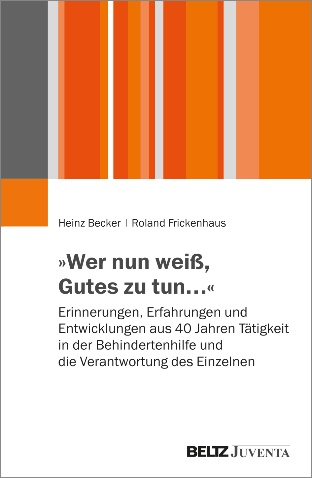 Heinz Becker | Roland Frickenhaus
»Wer nun weiß,
Gutes zu tun…«
Erinnerungen, Erfahrungen und
Entwicklungen aus 40 Jahren Tätigkeit
in der Behindertenhilfe und
die Verantwortung des Einzelnen
BELTZ JUVENTA